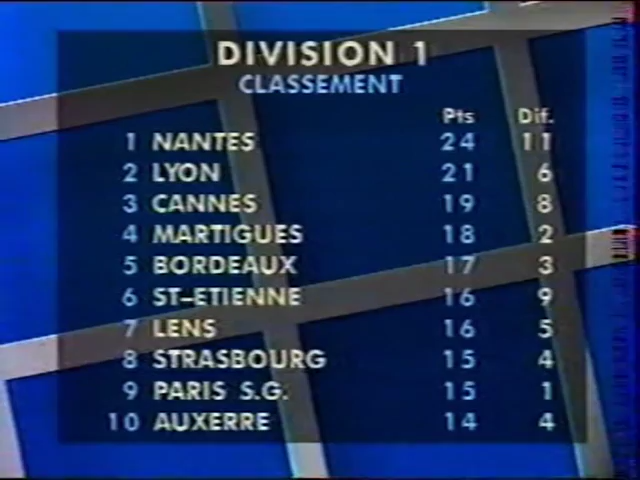 DIVISION 1
CLASSEMENT
Pts Dif.
1 NANTES 24 11
2 LYON 21 6
3 CANNES 19 8
4 MARTIGUES 18 2
5 BORDEAUX 17 3
6 ST-ETIENNE 16 9
7 LENS 16 5
8 STRASBOURG 15 4
9 PARIS S.G. 15 1
10 AUXERRE 14 4